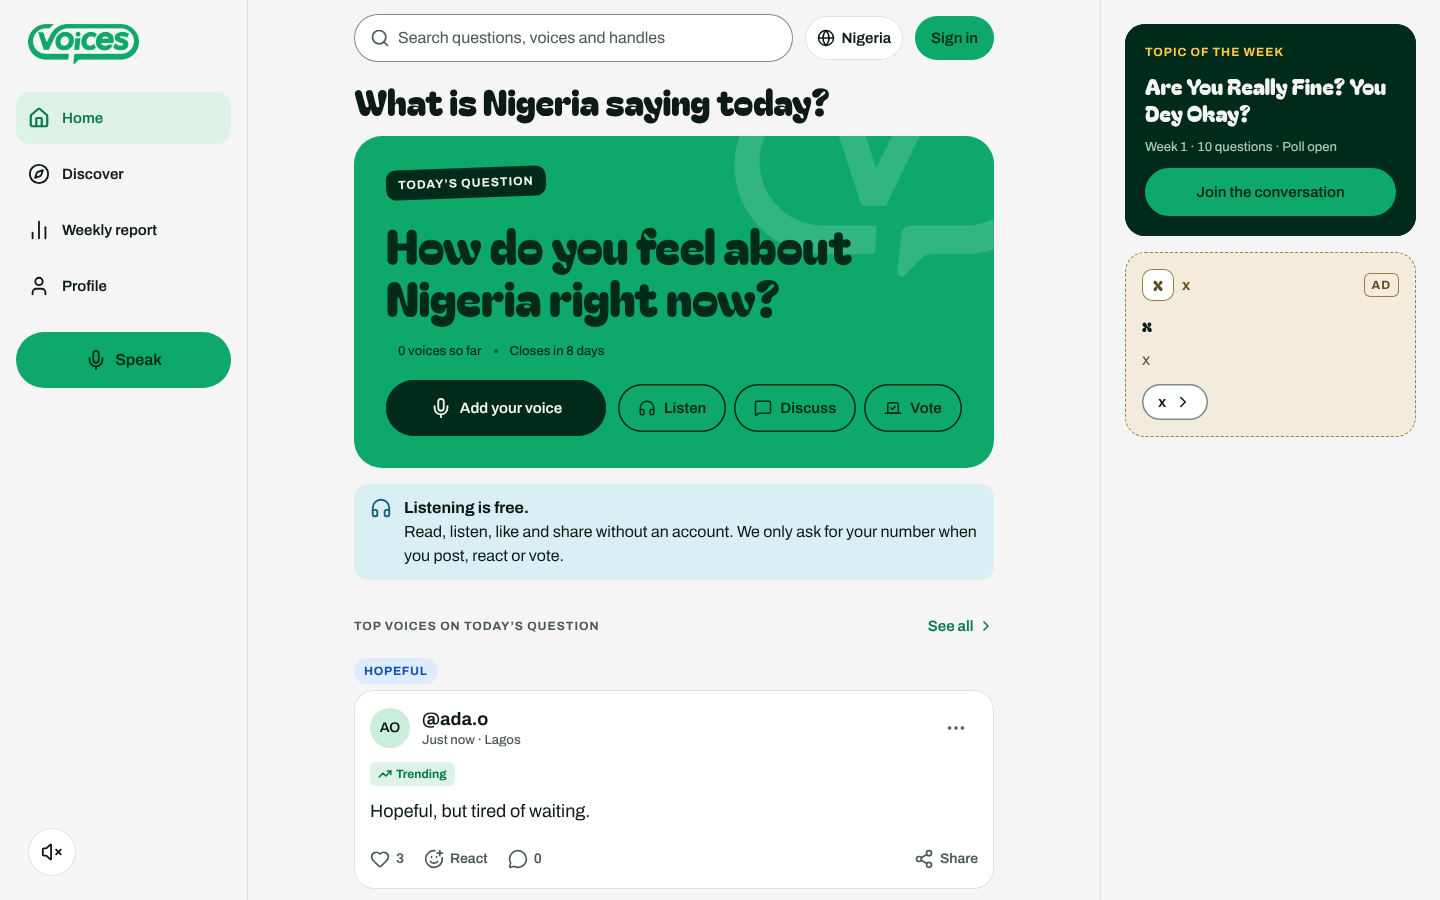 Voices
Home
Discover
Weekly report
Profile
Speak
Search questions, voices and handles
Nigeria
Sign in
What is Nigeria saying today?
TODAY’S QUESTION
How do you feel about
Nigeria right now?
0 voices so far • Closes in 8 days
Add your voice
Listen
Discuss
Vote
Listening is free.
Read, listen, like and share without an account. We only ask for your number when
you post, react or vote.
TOP VOICES ON TODAY’S QUESTION
See all
HOPEFUL
AO
@ada.o
Just now · Lagos
Trending
Hopeful, but tired of waiting.
3
React
0
Share
TOPIC OF THE WEEK
Are You Really Fine? You
Dey Okay?
Week 1 · 10 questions · Poll open
Join the conversation
x
x
AD
x
x
x